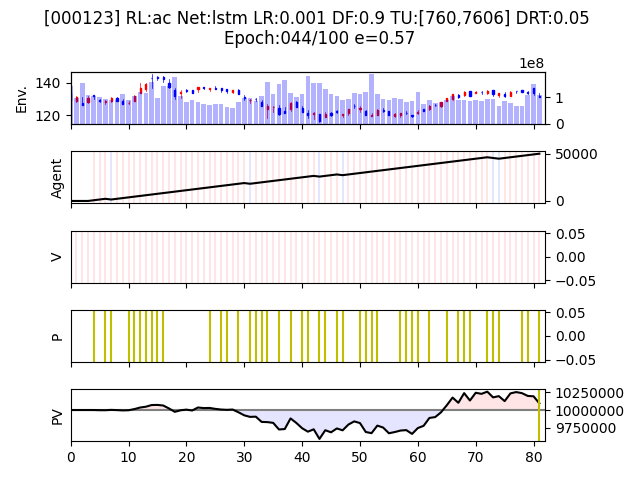 [000123] RL:ac Net:lstm LR:0.001 DF:0.9 TU:[760,7606] DRT:0.05
Epoch:044/100 e=0.57
1e8
Env.
140
120
1
0
Agent
50000
0
V
0.05
0.00
−0.05
P
0.05
0.00
−0.05
PV
10250000
10000000
9750000
0 10 20 30 40 50 60 70 80